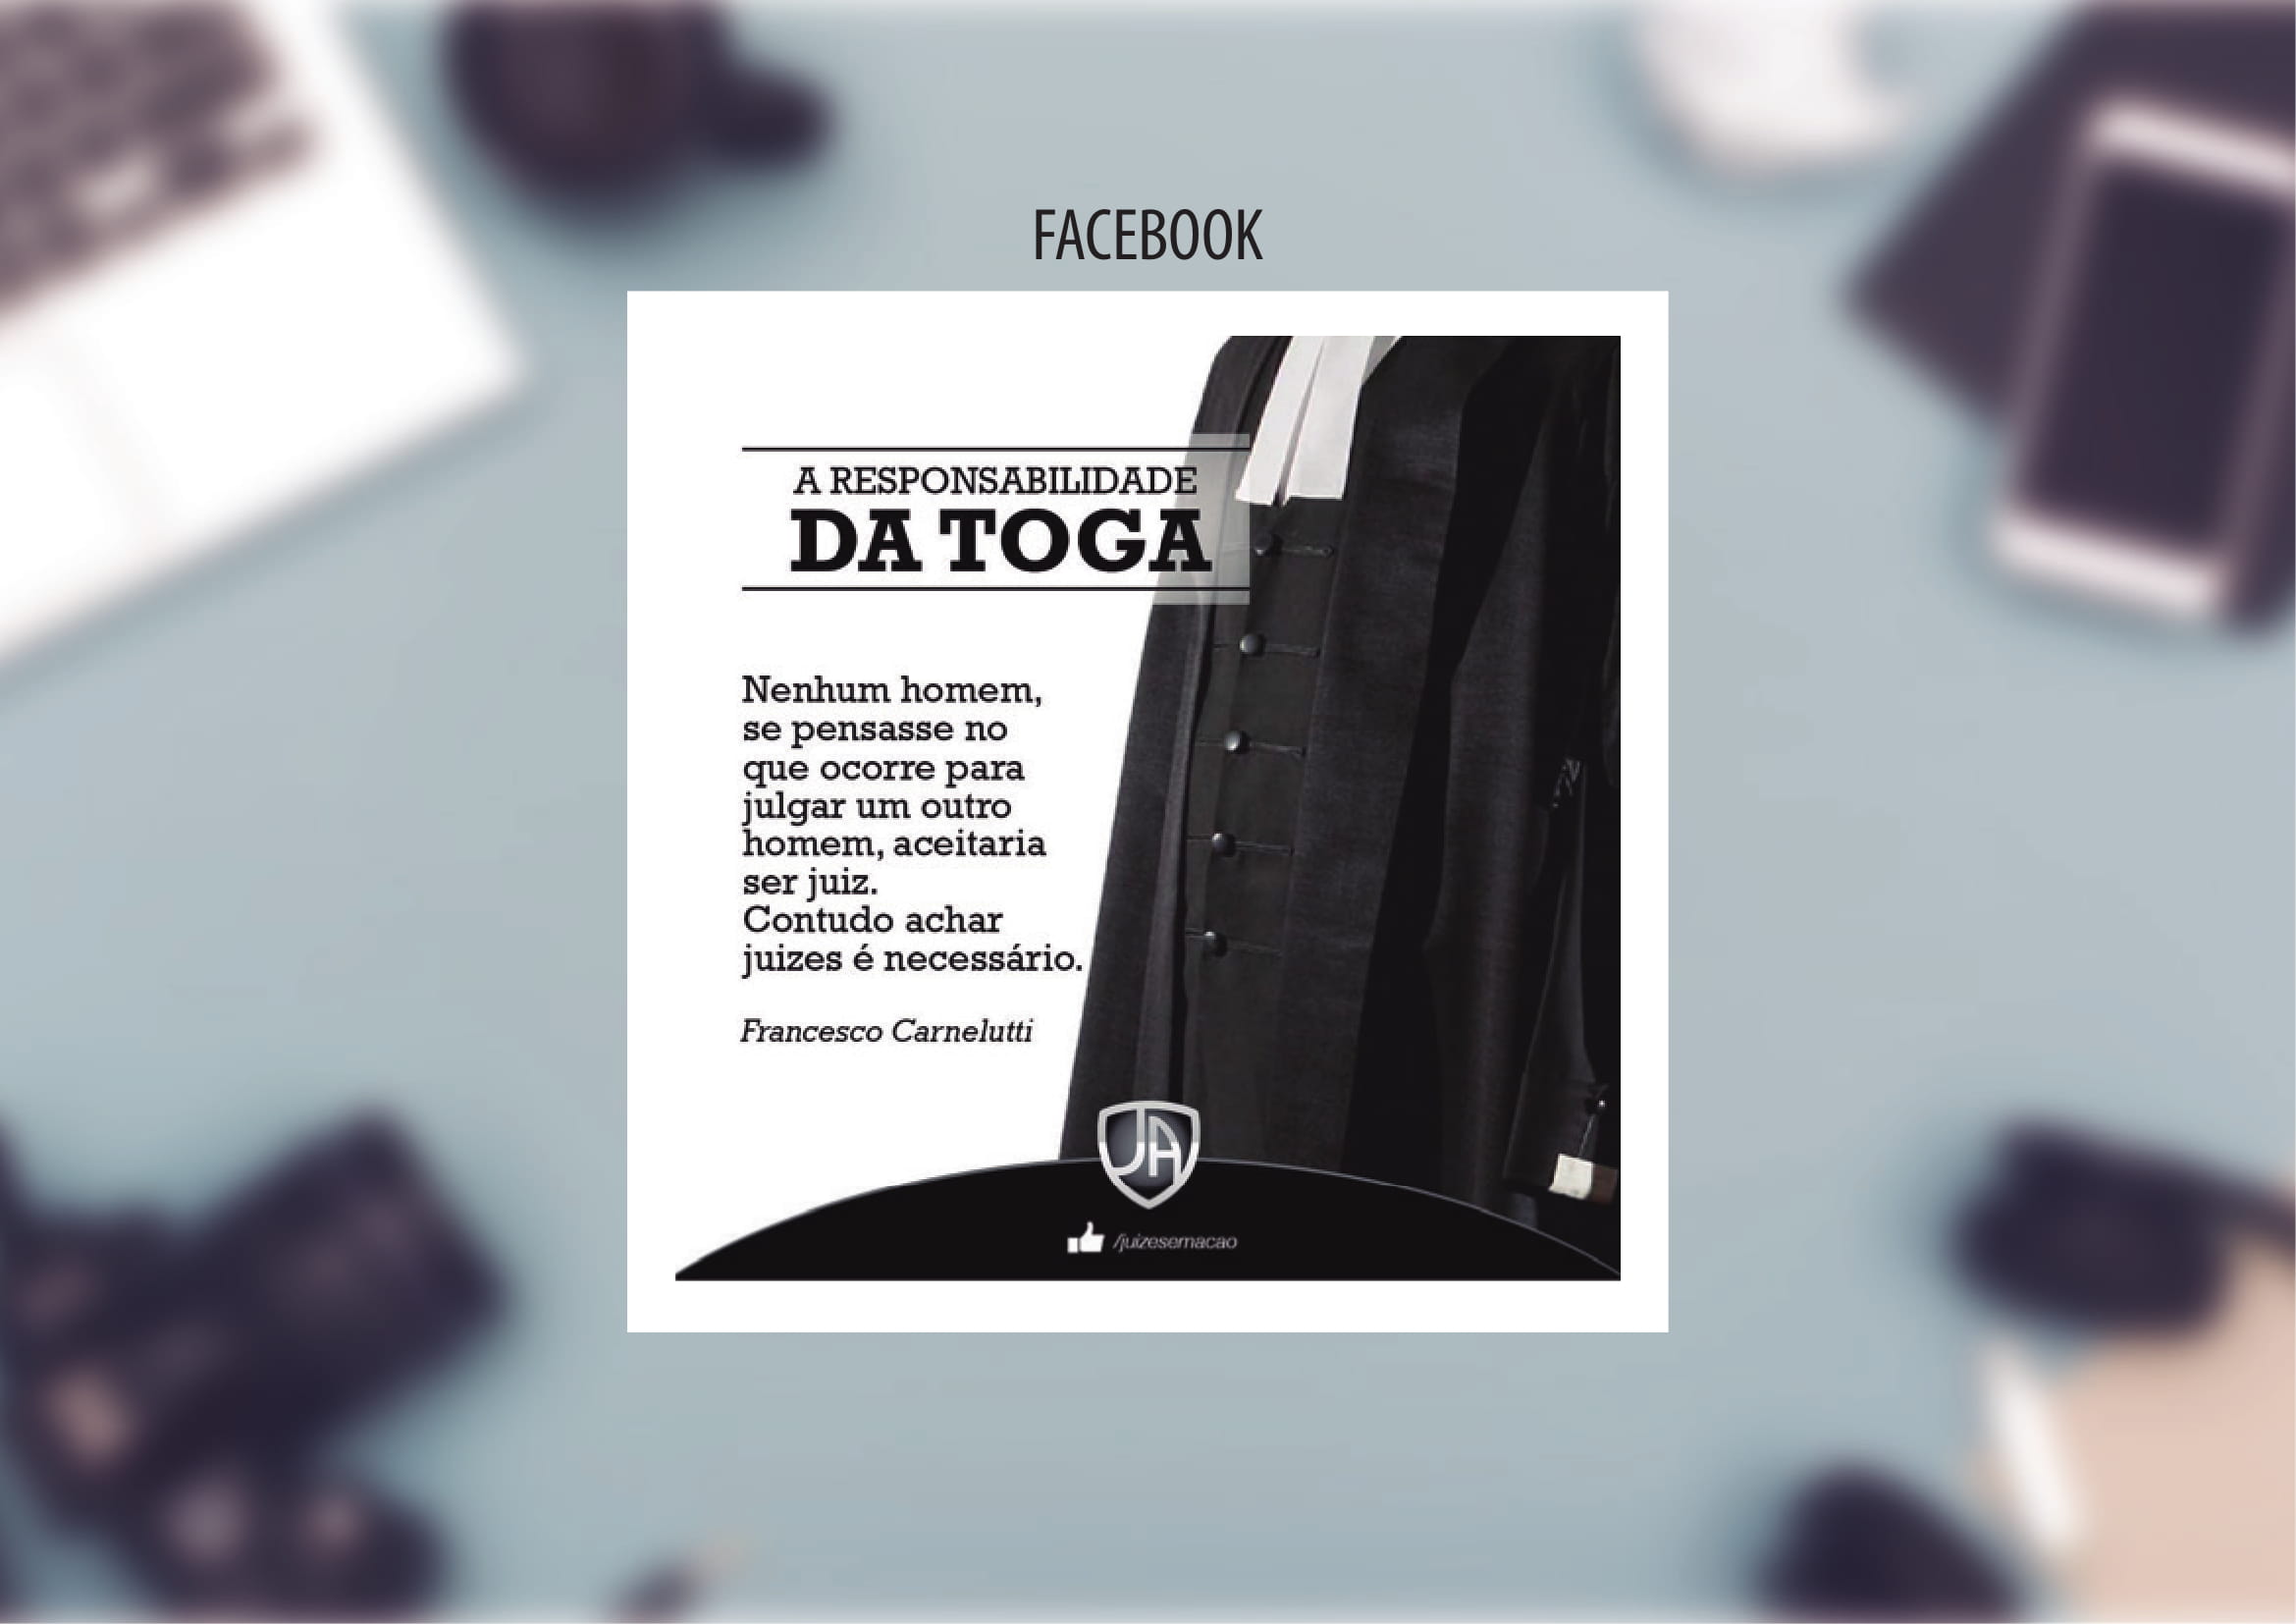 FACEBOOK
A RESPONSABILIDADE
DA TOGA
Nenhum homem,
se pensasse no
que ocorre para
julgar um outro
homem, aceitaria
ser juiz.
Contudo achar
juizes é necessário.
Francesco Carnelutti
JA
/juizesemacao